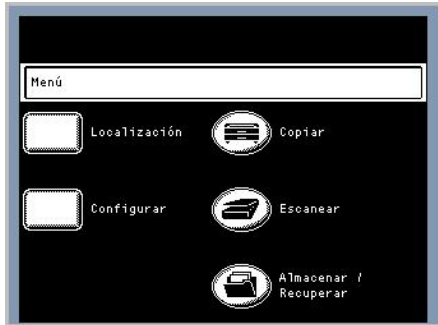 Menú
Localización
Copiar
Configurar
Escanear
Almacenar /
Recuperar